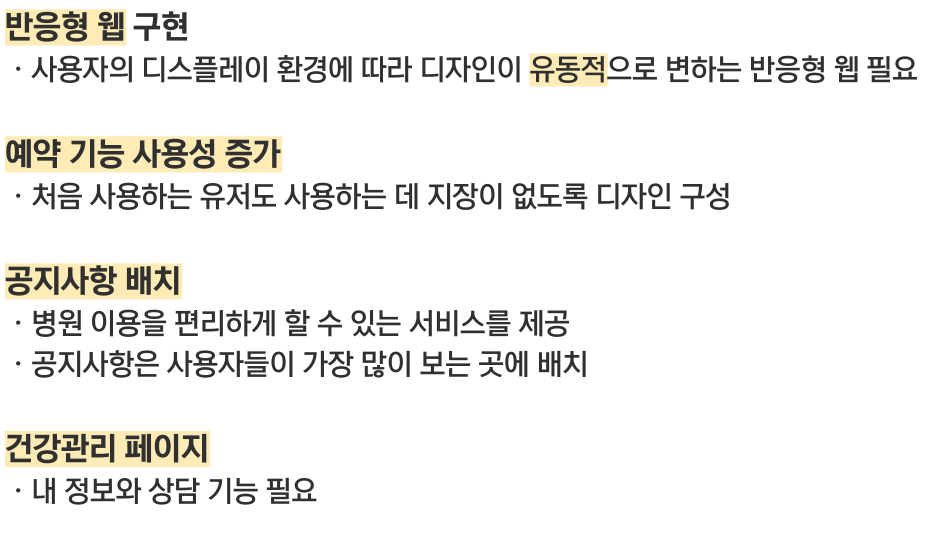 반응형 웹 구현
· 사용자의 디스플레이 환경에 따라 디자인이 유동적으로 변하는 반응형 웹 필요
예약 기능 사용성 증가
· 처음 사용하는 유저도 사용하는 데 지장이 없도록 디자인 구성
공지사항 배치
· 병원 이용을 편리하게 할 수 있는 서비스를 제공
· 공지사항은 사용자들이 가장 많이 보는 곳에 배치
건강관리 페이지
· 내 정보와 상담 기능 필요